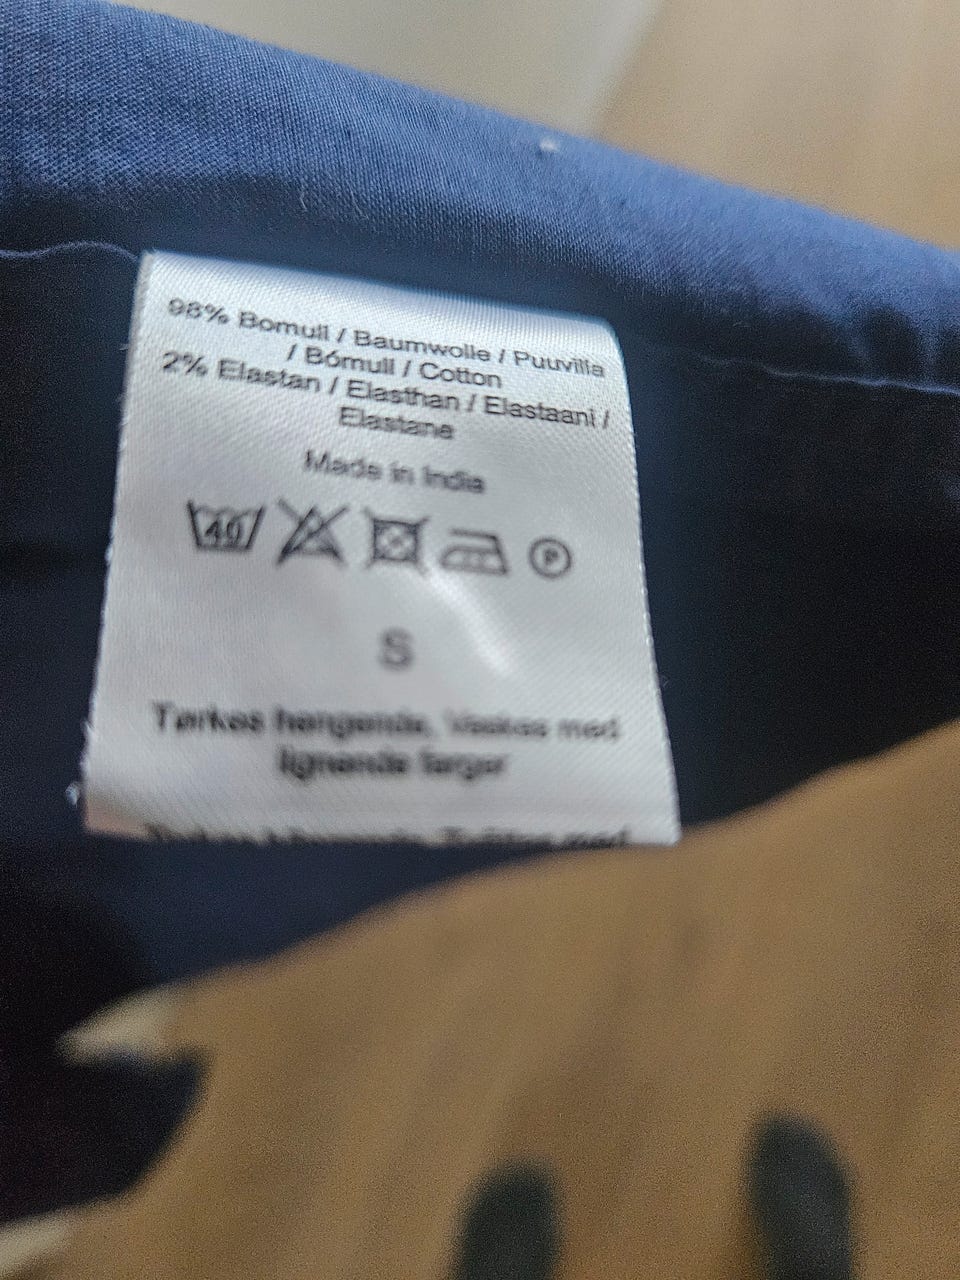 98% Bomull / Baumwolle / Puuvilla
/ Bómull / Cotton
2% Elastan / Elasthan / Elastaani /
Elastane
Made in India
40
P
S
Tørkes hengende, Vaskes med
lignende farger